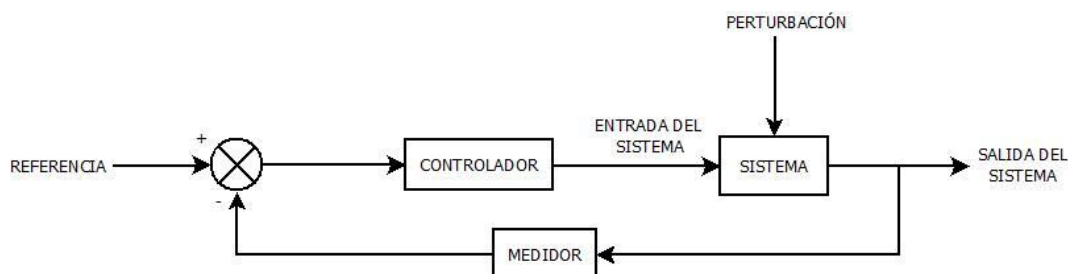 PERTURBACIÓN
ENTRADA DEL
SISTEMA
+
REFERENCIA
CONTROLADOR
SISTEMA
SALIDA DEL
SISTEMA
-
MEDIDOR